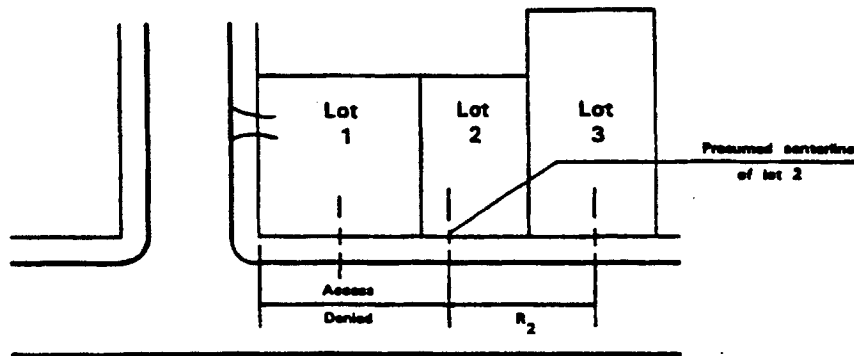 Lot
1
Lot
2
Lot
3
Presumed centerline
of lot 2
Access
Denied
R2